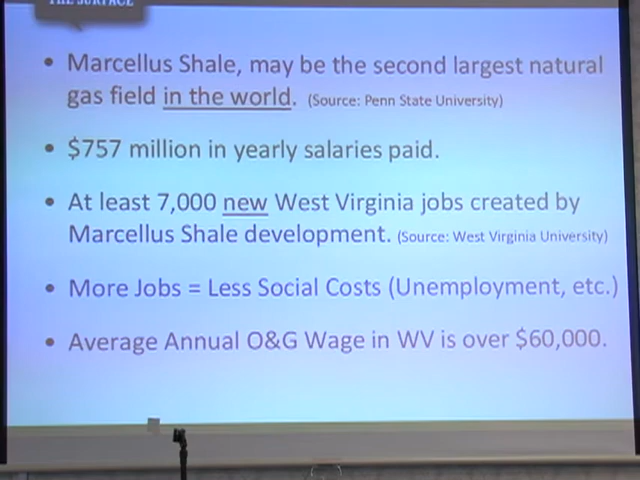 THE SURFACE
• Marcellus Shale, may be the second largest natural
gas field in the world. (Source: Penn State University)
• $757 million in yearly salaries paid.
• At least 7,000 new West Virginia jobs created by
Marcellus Shale development. (Source: West Virginia University)
• More Jobs = Less Social Costs (Unemployment, etc.)
• Average Annual O&G Wage in WV is over $60,000.